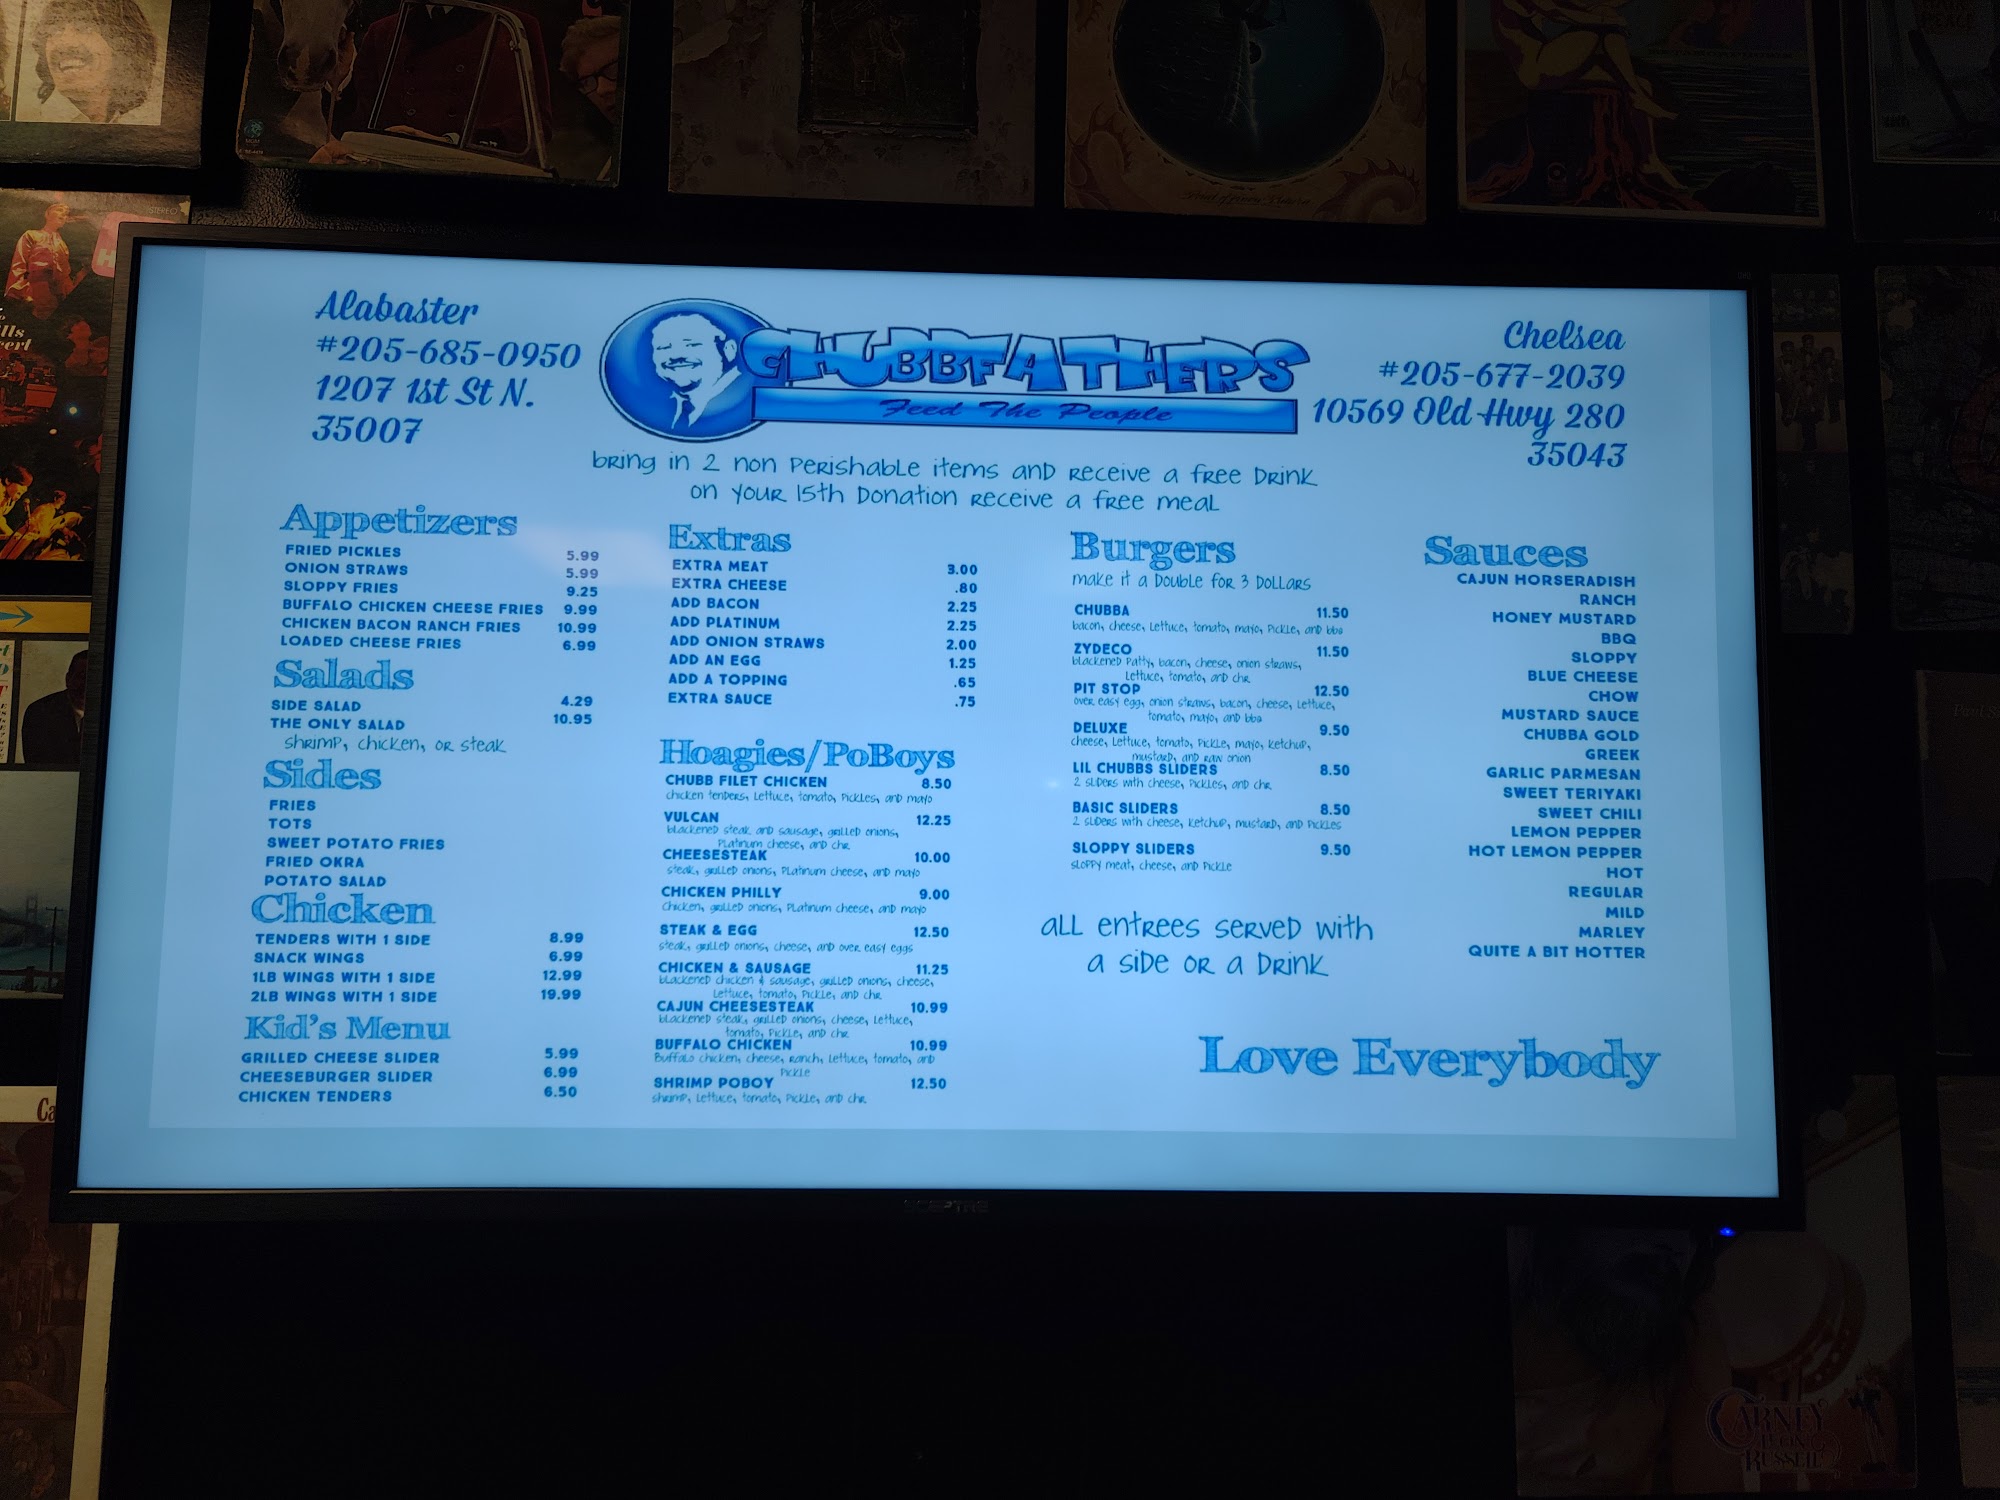 Alabaster
#205-685-0950
1207 1st St N.
35007
CHUBBFATHERS
Feed The People
Chelsea
#205-677-2039
10569 Old Hwy 280
35043
bring in 2 non perishable items and receive a free drink
on your 15th donation receive a free meal
Appetizers
FRIED PICKLES 5.99
ONION STRAWS 5.99
SLOPPY FRIES 9.25
BUFFALO CHICKEN CHEESE FRIES 9.99
CHICKEN BACON RANCH FRIES 10.99
LOADED CHEESE FRIES 6.99
Salads
SIDE SALAD 4.29
THE ONLY SALAD 10.95
shrimp, chicken, or steak
Sides
FRIES
TOTS
SWEET POTATO FRIES
FRIED OKRA
POTATO SALAD
Chicken
TENDERS WITH 1 SIDE 8.99
SNACK WINGS 6.99
1LB WINGS WITH 1 SIDE 12.99
2LB WINGS WITH 1 SIDE 19.99
Kid's Menu
GRILLED CHEESE SLIDER 5.99
CHEESEBURGER SLIDER 6.99
CHICKEN TENDERS 6.50
Extras
EXTRA MEAT 3.00
EXTRA CHEESE .80
ADD BACON 2.25
ADD PLATINUM 2.25
ADD ONION STRAWS 2.00
ADD AN EGG 1.25
ADD A TOPPING .65
EXTRA SAUCE .75
Hoagies/PoBoys
CHUBB FILET CHICKEN 8.50
chicken tenders, lettuce, tomato, pickles, and mayo
VULCAN 12.25
blackened steak and sausage, grilled onions,
platinum cheese, and chr
CHEESESTEAK 10.00
steak, grilled onions, platinum cheese, and mayo
CHICKEN PHILLY 9.00
chicken, grilled onions, platinum cheese, and mayo
STEAK & EGG 12.50
steak, grilled onions, cheese, and over easy eggs
CHICKEN & SAUSAGE 11.25
blackened chicken & sausage, grilled onions, cheese,
lettuce, tomato, pickle, and chr
CAJUN CHEESESTEAK 10.99
blackened steak, grilled onions, cheese, lettuce,
tomato, pickle, and chr
BUFFALO CHICKEN 10.99
Buffalo chicken, cheese, ranch, lettuce, tomato, and
pickle
SHRIMP POBOY 12.50
shrimp, lettuce, tomato, pickle, and chr
Burgers
make it a double for 3 dollars
CHUBBA 11.50
bacon, cheese, lettuce, tomato, mayo, pickle, and bbq
ZYDECO 11.50
blackened patty, bacon, cheese, onion straws,
lettuce, tomato, and chr
PIT STOP 12.50
over easy egg, onion straws, bacon, cheese, lettuce,
tomato, mayo, and bbq
DELUXE 9.50
cheese, lettuce, tomato, pickle, mayo, ketchup,
mustard, and raw onion
LIL CHUBBS SLIDERS 8.50
2 sliders with cheese, pickles, and chr
BASIC SLIDERS 8.50
2 sliders with cheese, ketchup, mustard, and pickles
SLOPPY SLIDERS 9.50
sloppy meat, cheese, and pickle
all entrees served with
a side or a drink
Sauces
CAJUN HORSERADISH
RANCH
HONEY MUSTARD
BBQ
SLOPPY
BLUE CHEESE
CHOW
MUSTARD SAUCE
CHUBBA GOLD
GREEK
GARLIC PARMESAN
SWEET TERIYAKI
SWEET CHILI
LEMON PEPPER
HOT LEMON PEPPER
HOT
REGULAR
MILD
MARLEY
QUITE A BIT HOTTER
Love Everybody
SCEPTRE
STEREO
MGM
CARNEY
LEON
RUSSELL